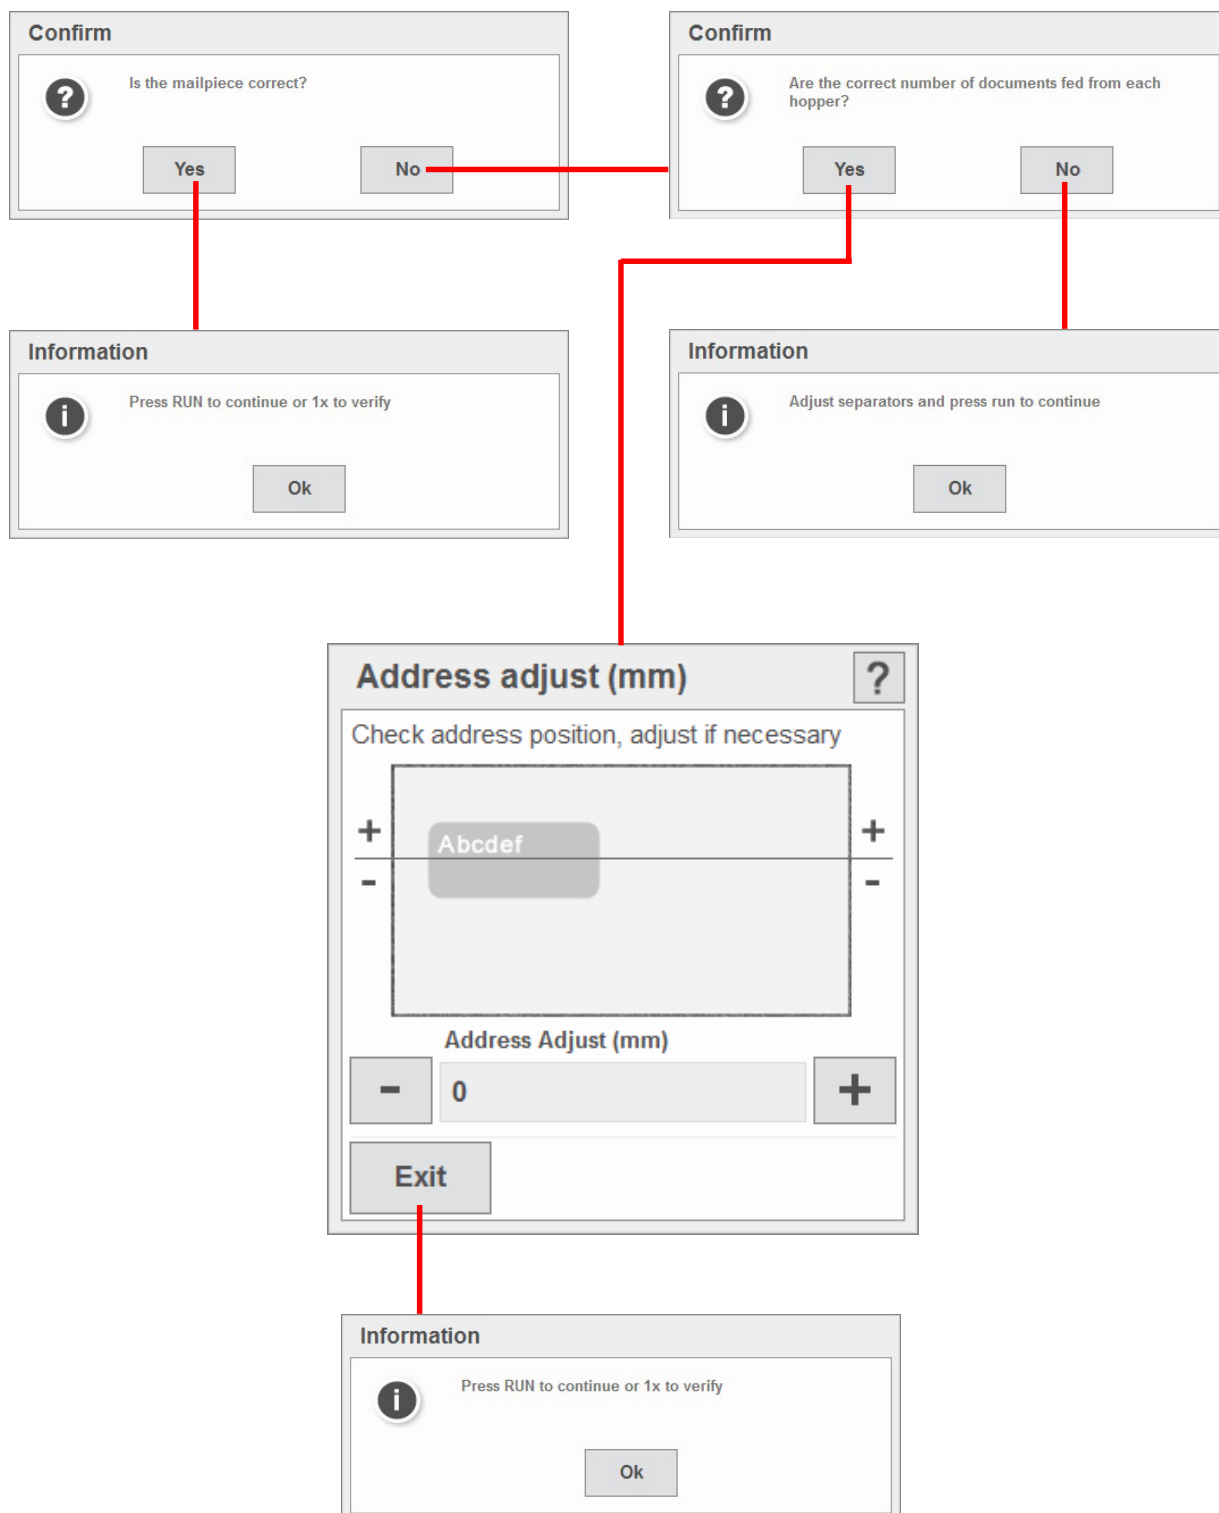 Confirm
Is the mailpiece correct?
Yes
No
Confirm
Are the correct number of documents fed from each
hopper?
Yes
No
Information
Press RUN to continue or 1x to verify
Ok
Information
Adjust separators and press run to continue
Ok
Address adjust (mm)
?
Check address position, adjust if necessary
+
-
Abcdef
+
-
Address Adjust (mm)
-
0
+
Exit
Information
Press RUN to continue or 1x to verify
Ok